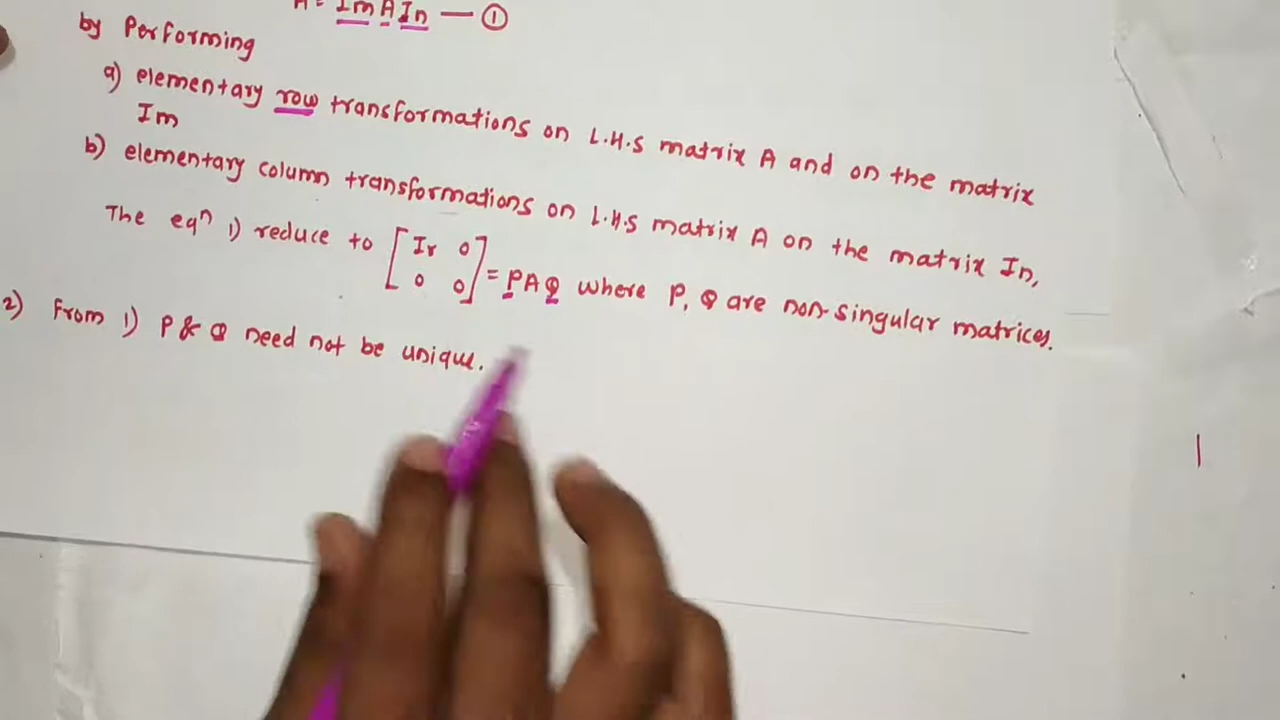 A = Im A In — ①
by Performing
a) elementary row transformations on L.H.S matrix A and on the matrix
Im
b) elementary column transformations on L.H.S matrix A on the matrix In,
The eqn 1) reduce to [Ir 0
0 0] = PAQ where P, Q are non-singular matrices.
2) From 1) P & Q need not be unique.